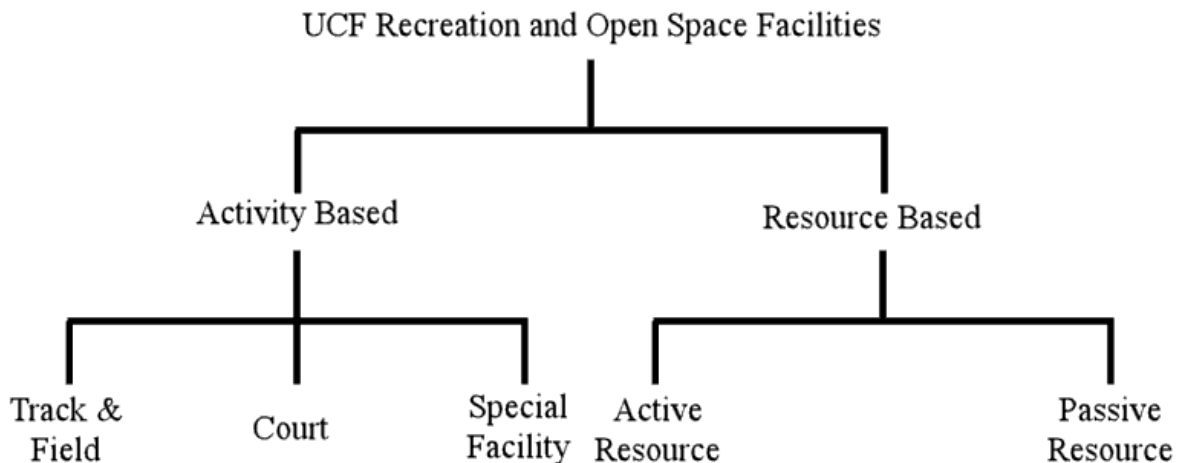 UCF Recreation and Open Space Facilities
Activity Based
Resource Based
Track &
Field
Court
Special
Facility
Active
Resource
Passive
Resource